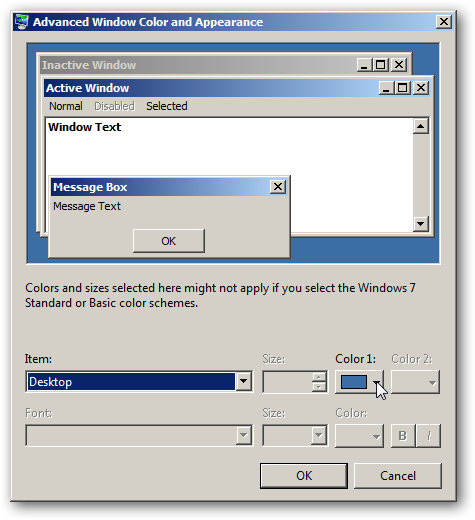 Advanced Window Color and Appearance
Inactive Window
Active Window
Normal Disabled Selected
Window Text
Message Box
Message Text
OK
Colors and sizes selected here might not apply if you select the Windows 7
Standard or Basic color schemes.
Item: Size: Color 1: Color 2:
Desktop
Font: Size: Color:
B I
OK Cancel